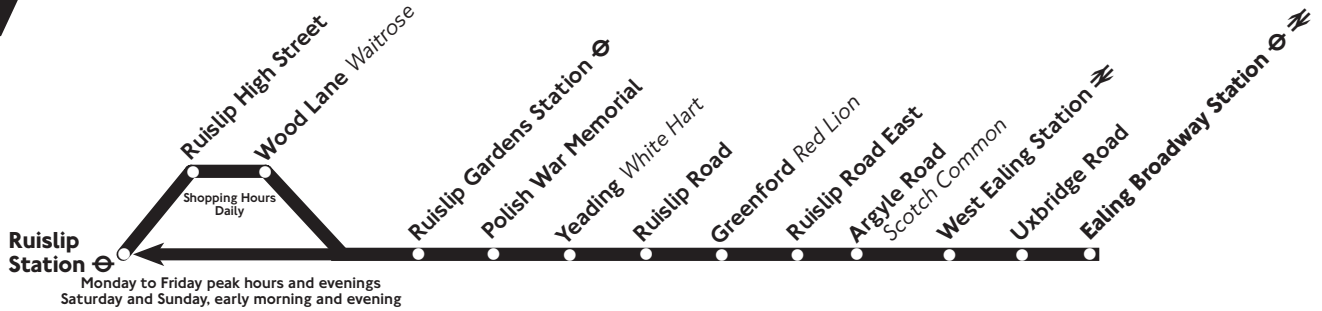 Ruislip High Street
Wood Lane Waitrose
Ruislip Gardens Station
Polish War Memorial
Yeading White Hart
Ruislip Road
Greenford Red Lion
Ruislip Road East
Argyle Road
Scotch Common
West Ealing Station
Uxbridge Road
Ealing Broadway Station
Shopping Hours
Daily
Ruislip
Station
Monday to Friday peak hours and evenings
Saturday and Sunday, early morning and evening